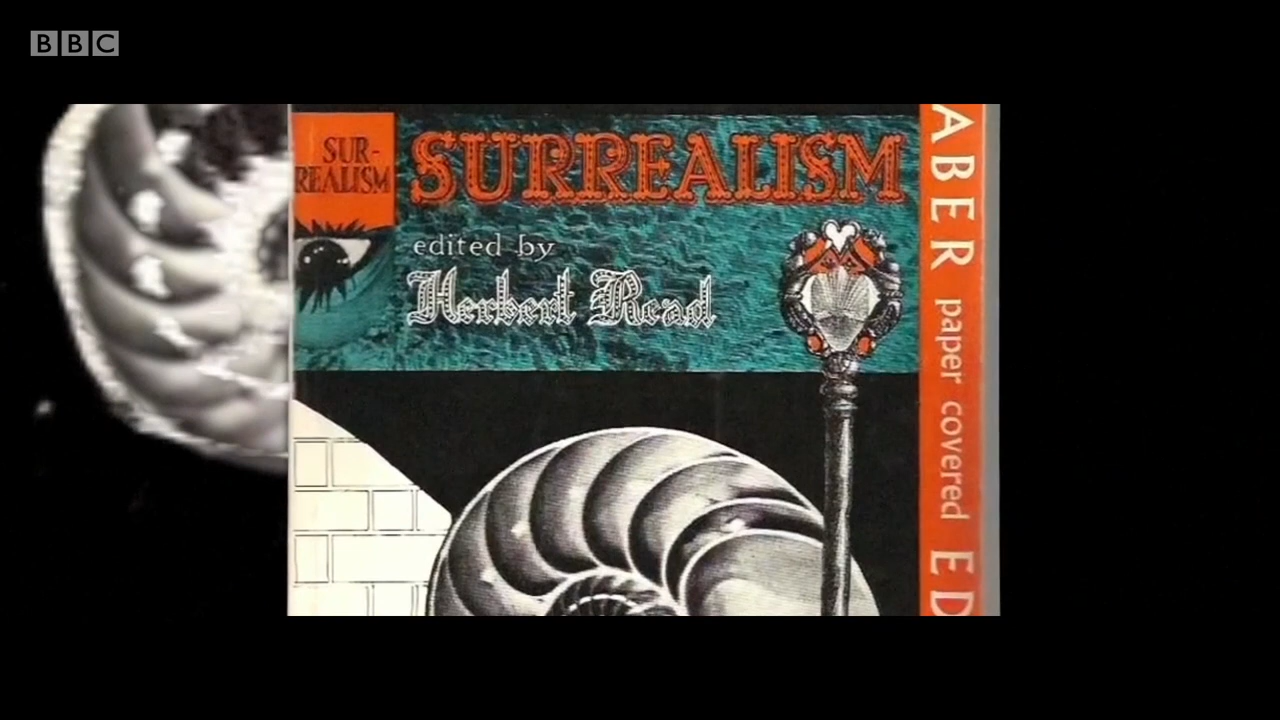 BBC
SUR-
REALISM
SURREALISM
edited by
Herbert Read
ABER paper covered ED